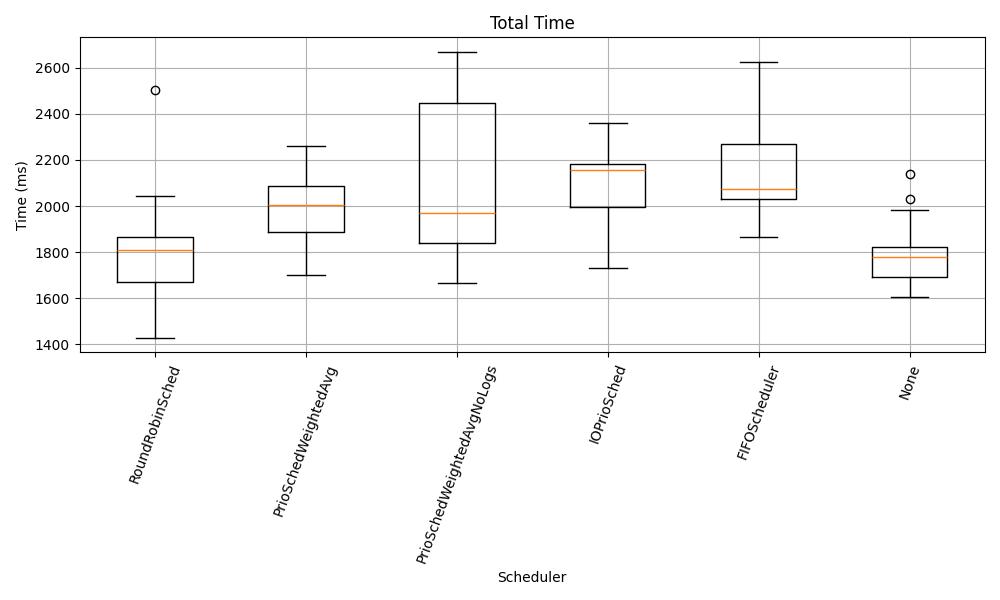 Total Time
Time (ms)
2600
2400
2200
2000
1800
1600
1400
RoundRobinSched
PrioSchedWeightedAvg
PrioSchedWeightedAvgNoLogs
IOPrioSched
FIFOScheduler
None
Scheduler